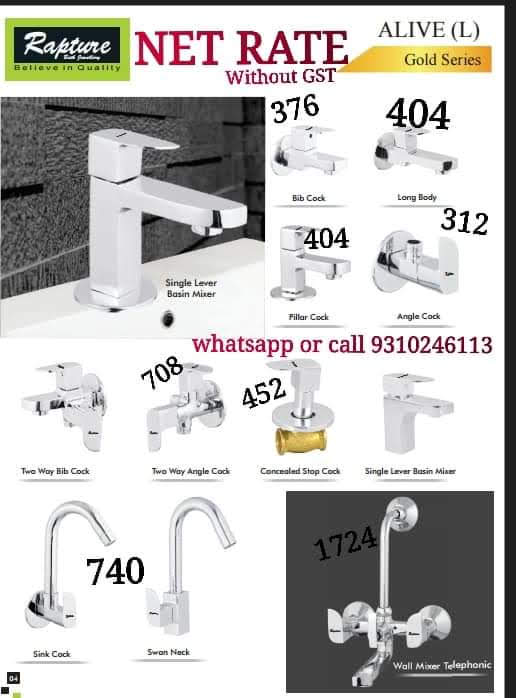 Rapture
Bath Jewellery
Believe in Quality
NET RATE
Without GST
ALIVE (L)
Gold Series
376
404
Bib Cock
Long Body
Single Lever
Basin Mixer
404
312
Pillar Cock
Angle Cock
whatsapp or call 9310246113
708
452
Two Way Bib Cock
Two Way Angle Cock
Concealed Stop Cock
Single Lever Basin Mixer
740
1724
Sink Cock
Swan Neck
Wall Mixer Telephonic
04